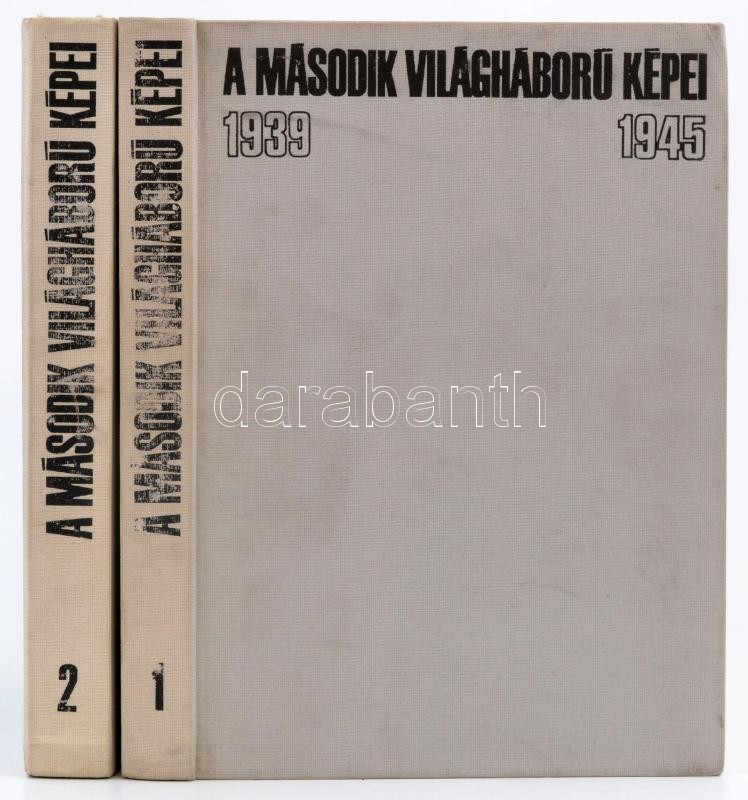 A MÁSODIK VILÁGHÁBORÚ KÉPEI
2
A MÁSODIK VILÁGHÁBORÚ KÉPEI
1
A MÁSODIK VILÁGHÁBORÚ KÉPEI
1939 1945
darabanth